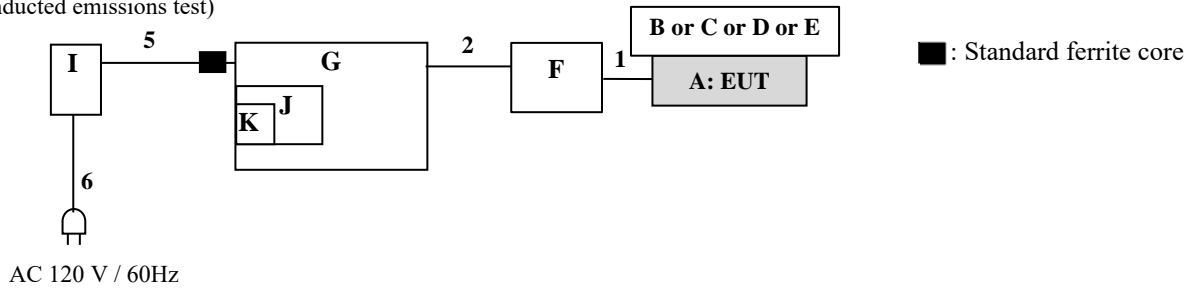 nducted emissions test)
B or C or D or E
5
2
1
I
G
F
A: EUT
J
K
6
AC 120 V / 60Hz
: Standard ferrite core